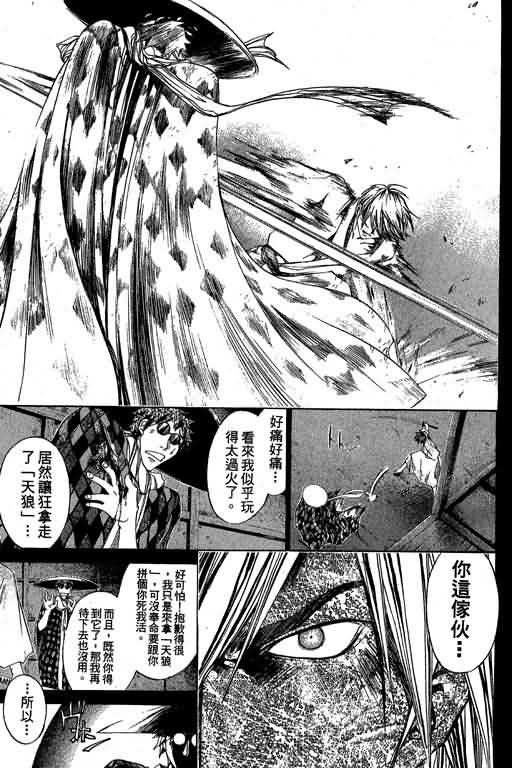 好痛好痛…
看來我似乎玩
得太過火了。
居然讓狂拿走
了「天狼」…
你這傢伙…
好可怕！抱歉得很
，我只是來拿「天狼
」，可沒奉命要跟你
拼個你死我活。
而且，既然你得
到它了，那我再
待下去也沒用。
…所以…